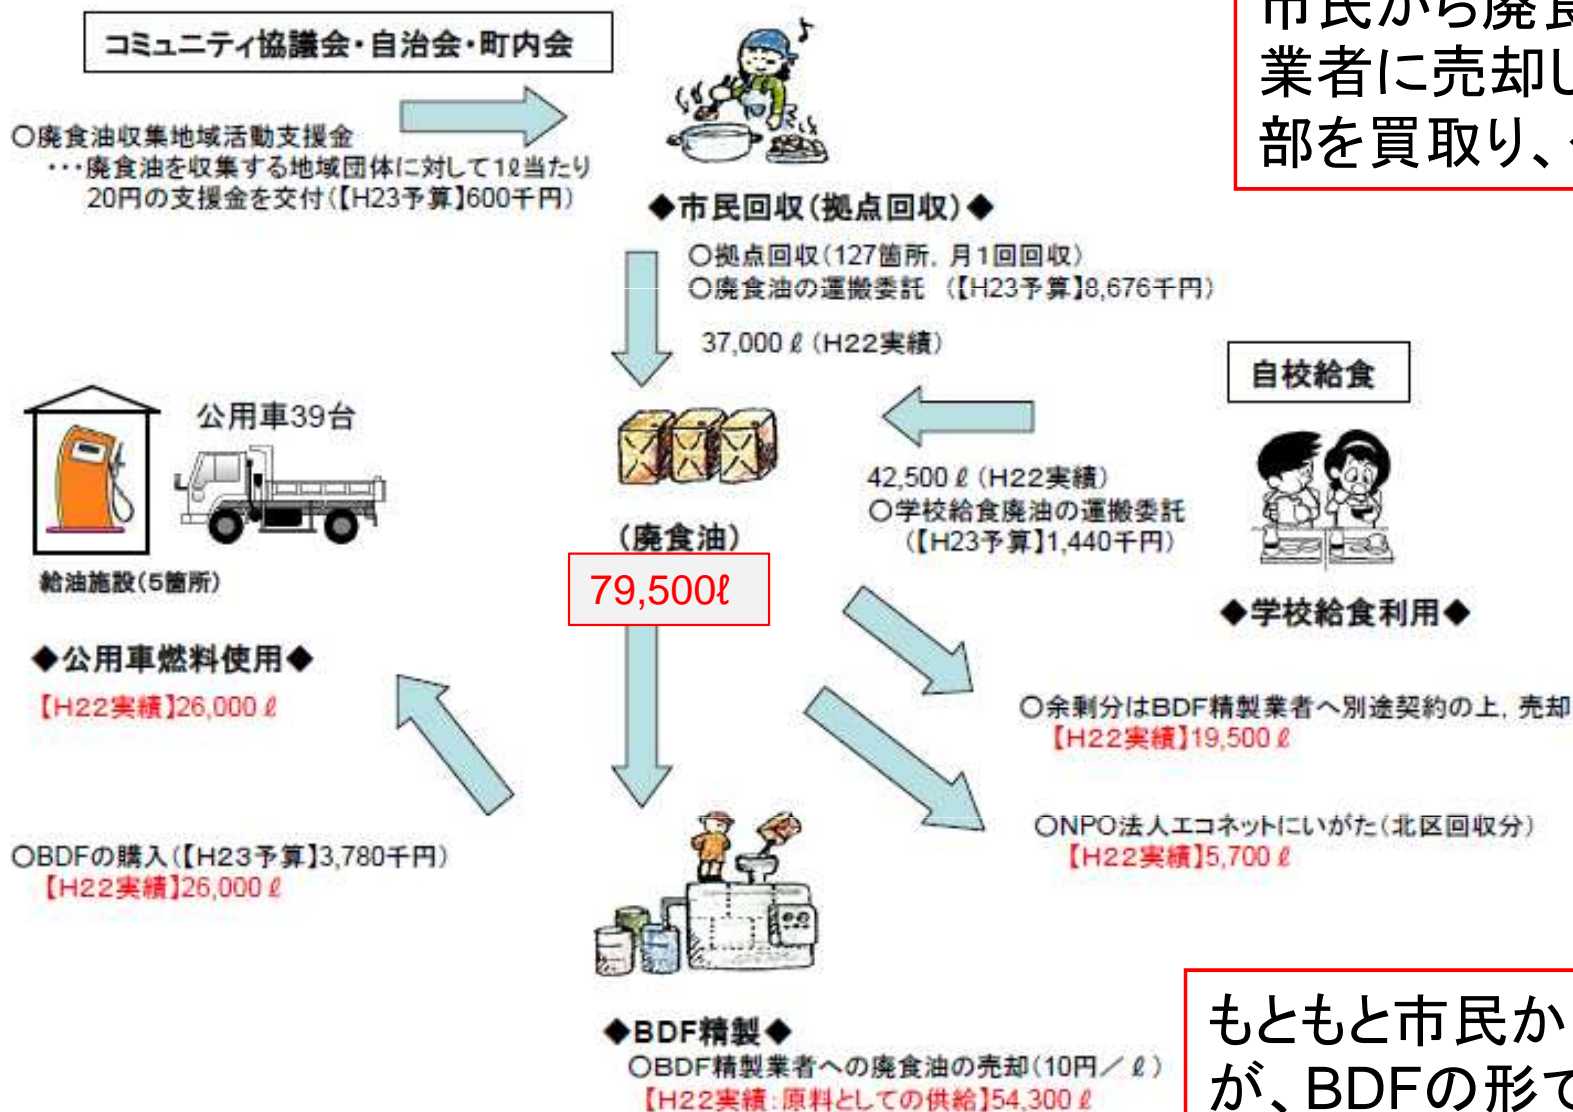 コミュニティ協議会・自治会・町内会
〇廃食油収集地域活動支援金
・・・廃食油を収集する地域団体に対して1ℓ当たり
20円の支援金を交付(【H23予算】600千円)
市民から廃食
業者に売却し
部を買取り、
◆市民回収(拠点回収)◆
〇拠点回収(127箇所, 月1回回収)
〇廃食油の運搬委託 (【H23予算】8,676千円)
37,000ℓ(H22実績)
自校給食
公用車39台
42,500ℓ(H22実績)
〇学校給食廃油の運搬委託
(【H23予算】1,440千円)
(廃食油)
79,500ℓ
給油施設(5箇所)
◆学校給食利用◆
◆公用車燃料使用◆
【H22実績】26,000ℓ
〇余剰分はBDF精製業者へ別途契約の上, 売却
【H22実績】19,500ℓ
〇NPO法人エコネットにいがた(北区回収分)
【H22実績】5,700ℓ
〇BDFの購入(【H23予算】3,780千円)
【H22実績】26,000ℓ
◆BDF精製◆
〇BDF精製業者への廃食油の売却(10円/ℓ)
【H22実績:原料としての供給】54,300ℓ
もともと市民か
が、BDFの形で